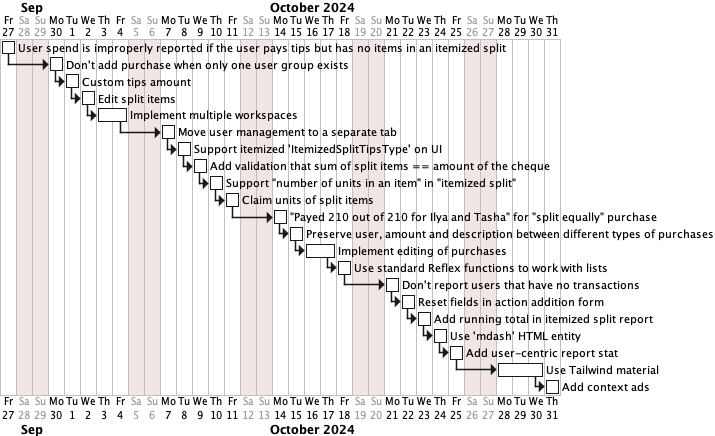 Sep October 2024
Fr Sa Su Mo Tu We Th Fr Sa Su Mo Tu We Th Fr Sa Su Mo Tu We Th Fr Sa Su Mo Tu We Th Fr Sa Su Mo Tu We Th
27 28 29 30 1 2 3 4 5 6 7 8 9 10 11 12 13 14 15 16 17 18 19 20 21 22 23 24 25 26 27 28 29 30 31
User spend is improperly reported if the user pays tips but has no items in an itemized split
Don't add purchase when only one user group exists
Custom tips amount
Edit split items
Implement multiple workspaces
Move user management to a separate tab
Support itemized 'ItemizedSplitTipsType' on UI
Add validation that sum of split items == amount of the cheque
Support "number of units in an item" in "itemized split"
Claim units of split items
"Payed 210 out of 210 for Ilya and Tasha" for "split equally" purchase
Preserve user, amount and description between different types of purchases
Implement editing of purchases
Use standard Reflex functions to work with lists
Don't report users that have no transactions
Reset fields in action addition form
Add running total in itemized split report
Use 'mdash' HTML entity
Add user-centric report stat
Use Tailwind material
Add context ads
Fr Sa Su Mo Tu We Th Fr Sa Su Mo Tu We Th Fr Sa Su Mo Tu We Th Fr Sa Su Mo Tu We Th Fr Sa Su Mo Tu We Th
27 28 29 30 1 2 3 4 5 6 7 8 9 10 11 12 13 14 15 16 17 18 19 20 21 22 23 24 25 26 27 28 29 30 31
Sep October 2024